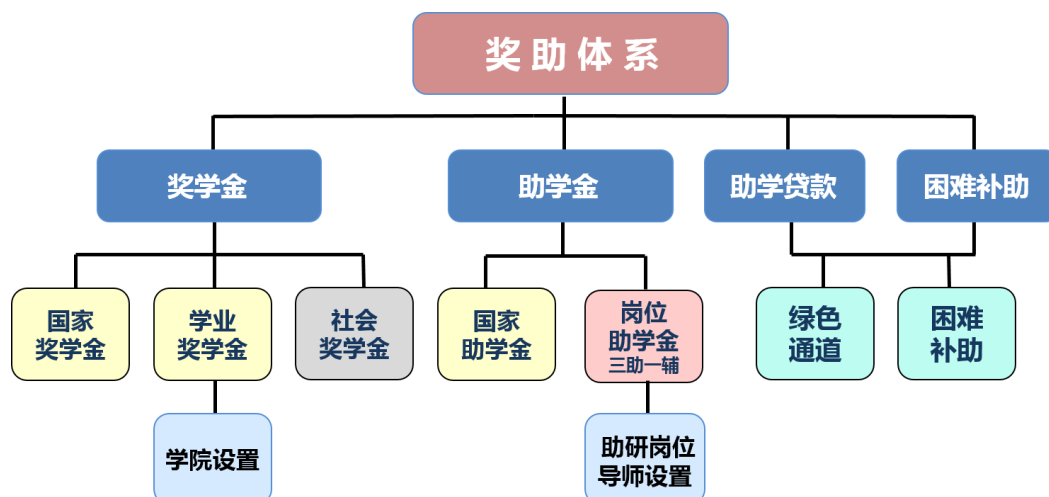 奖助体系
奖学金
助学金
助学贷款
困难补助
国家
奖学金
学业
奖学金
社会
奖学金
国家
助学金
岗位
助学金
三助一辅
绿色
通道
困难
补助
学院设置
助研岗位
导师设置